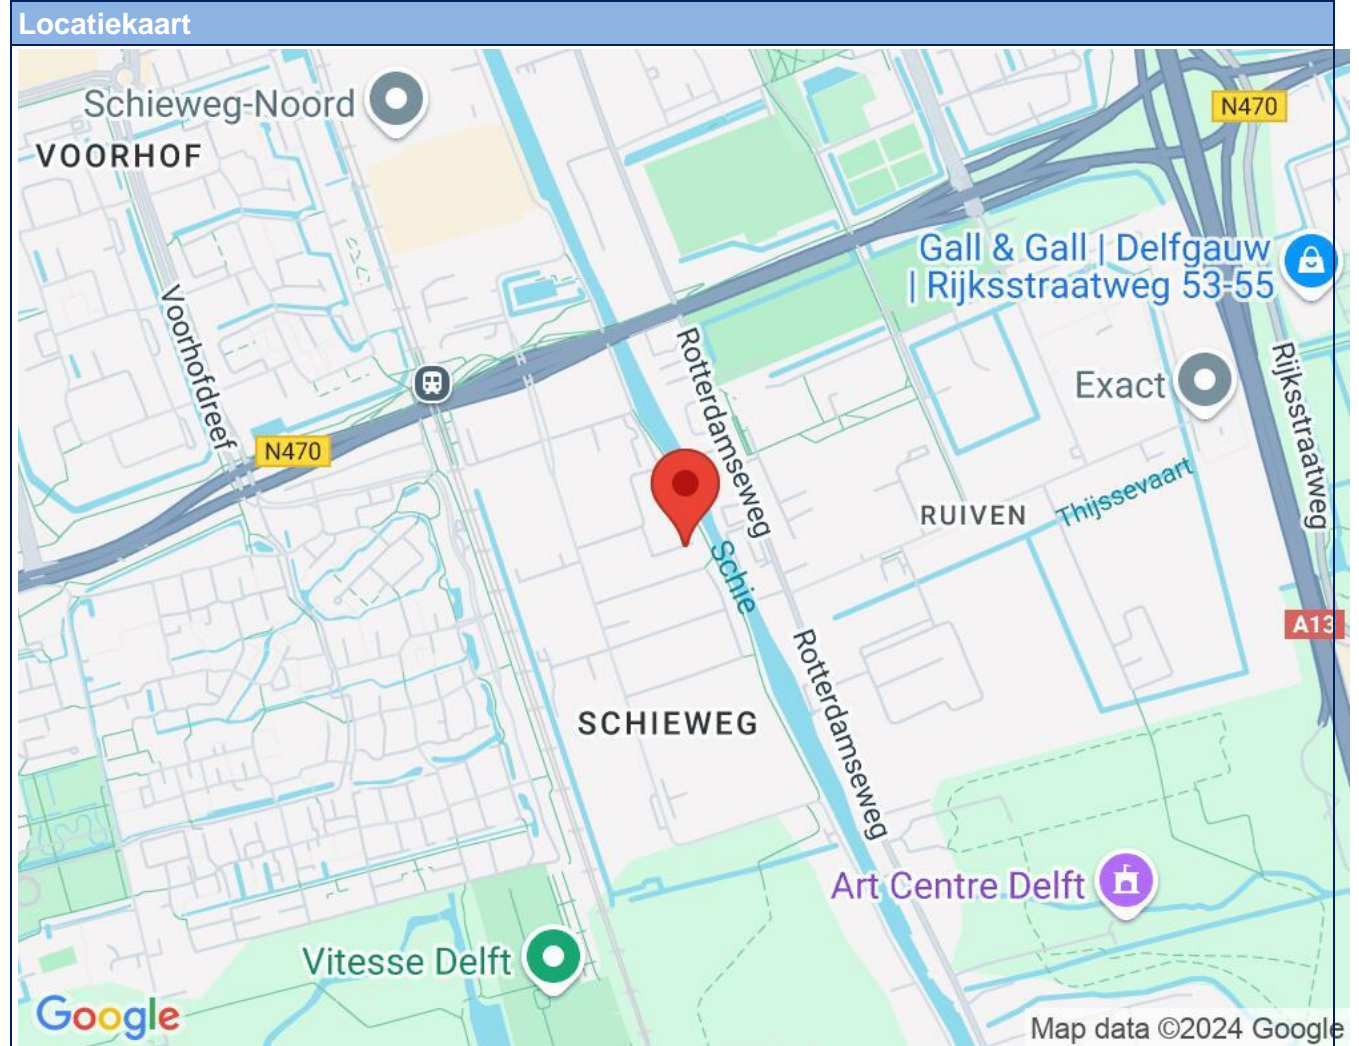 Locatiekaart
Schieweg-Noord
N470
VOORHOF
Gall & Gall | Delfgauw
| Rijksstraatweg 53-55
Voorhofdreef
Rotterdamseweg
Rijksstraatweg
Exact
N470
Thijssevaart
RUIVEN
Schie
A13
Rotterdamseweg
SCHIEWEG
Art Centre Delft
Vitesse Delft
Google
Map data ©2024 Google